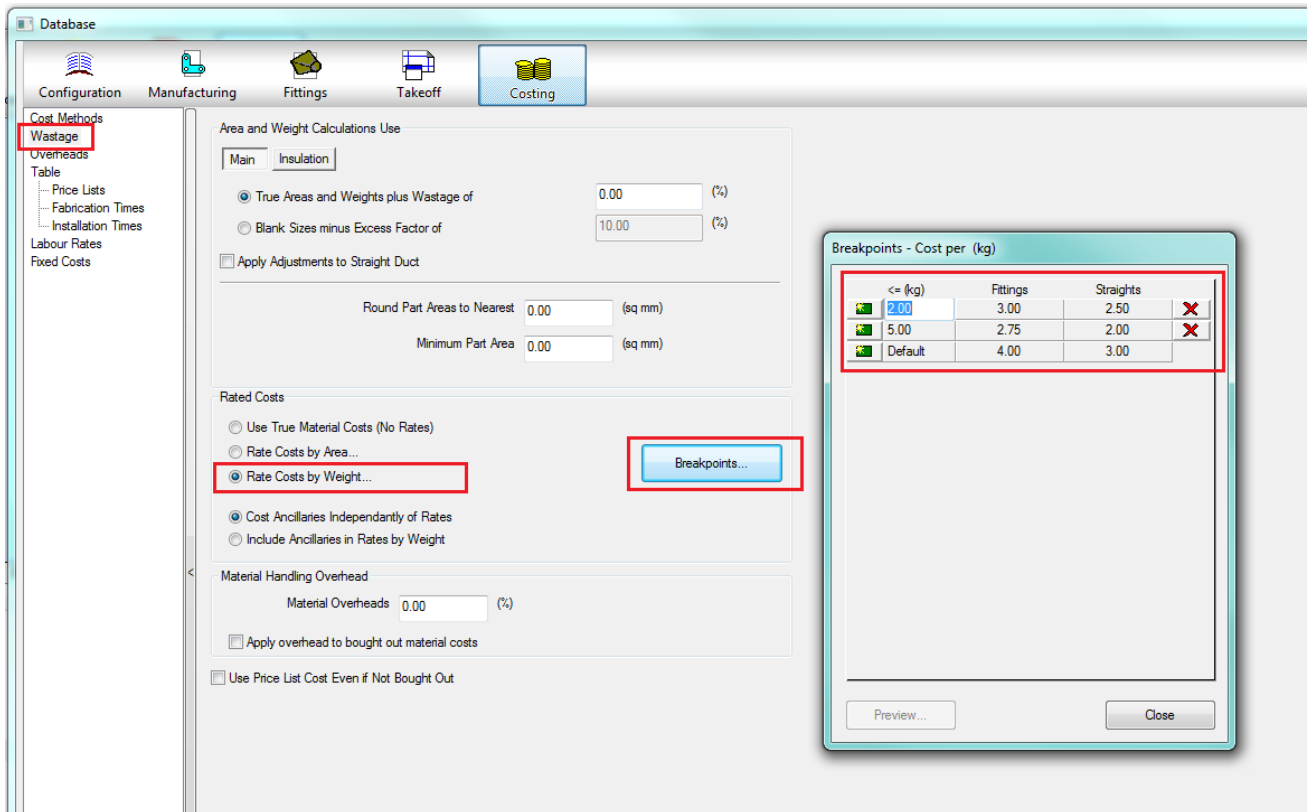 Database
Configuration Manufacturing Fittings Takeoff Costing
Cost Methods
Wastage
Overheads
Table
Price Lists
Fabrication Times
Installation Times
Labour Rates
Fixed Costs
Area and Weight Calculations Use
Main Insulation
True Areas and Weights plus Wastage of 0.00 (%)
Blank Sizes minus Excess Factor of 10.00 (%)
Apply Adjustments to Straight Duct
Round Part Areas to Nearest 0.00 (sq mm)
Minimum Part Area 0.00 (sq mm)
Rated Costs
Use True Material Costs (No Rates)
Rate Costs by Area...
Rate Costs by Weight...
Breakpoints...
Cost Ancillaries Independantly of Rates
Include Ancillaries in Rates by Weight
Material Handling Overhead
Material Overheads 0.00 (%)
Apply overhead to bought out material costs
Use Price List Cost Even if Not Bought Out
<
Breakpoints - Cost per (kg)
<= (kg) Fittings Straights
2.00 3.00 2.50
5.00 2.75 2.00
Default 4.00 3.00
Preview... Close